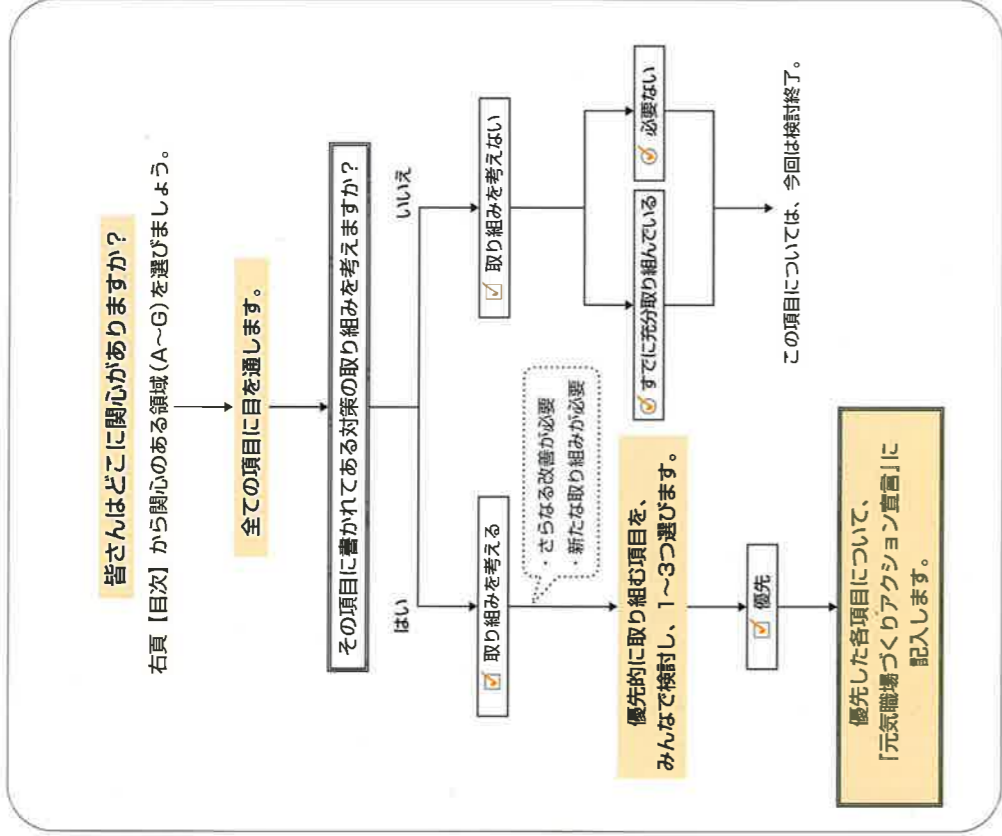 皆さんはどこに関心がありますか？
右頁【目次】から関心のある領域(A〜G)を選びましょう。
全ての項目に目を通します。
その項目に書かれてある対策の取り組みを考えますか？
はい
いいえ
取り組みを考える
取り組みを考えない
・さらなる改善が必要
・新たな取り組みが必要
すでに充分取り組んでいる
必要ない
優先的に取り組む項目を、
みんなで検討し、1〜3つ選びます。
この項目については、今回は検討終了。
優先
優先した各項目について、
「元気職場づくりアクション宣言」に
記入します。